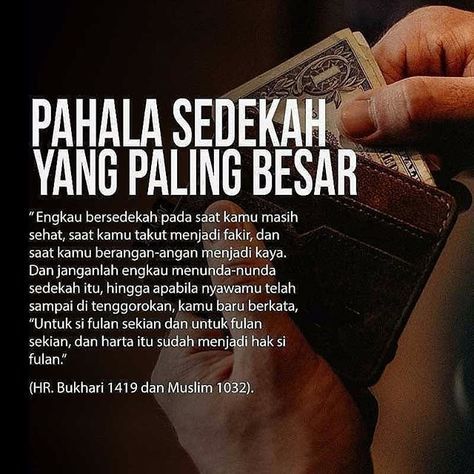 PAHALA SEDEKAH
YANG PALING BESAR
"Engkau bersedekah pada saat kamu masih
sehat, saat kamu takut menjadi fakir, dan
saat kamu berangan-angan menjadi kaya.
Dan janganlah engkau menunda-nunda
sedekah itu, hingga apabila nyawamu telah
sampai di tenggorokan, kamu baru berkata,
"Untuk si fulan sekian dan untuk fulan
sekian, dan harta itu sudah menjadi hak si
fulan."
(HR. Bukhari 1419 dan Muslim 1032).